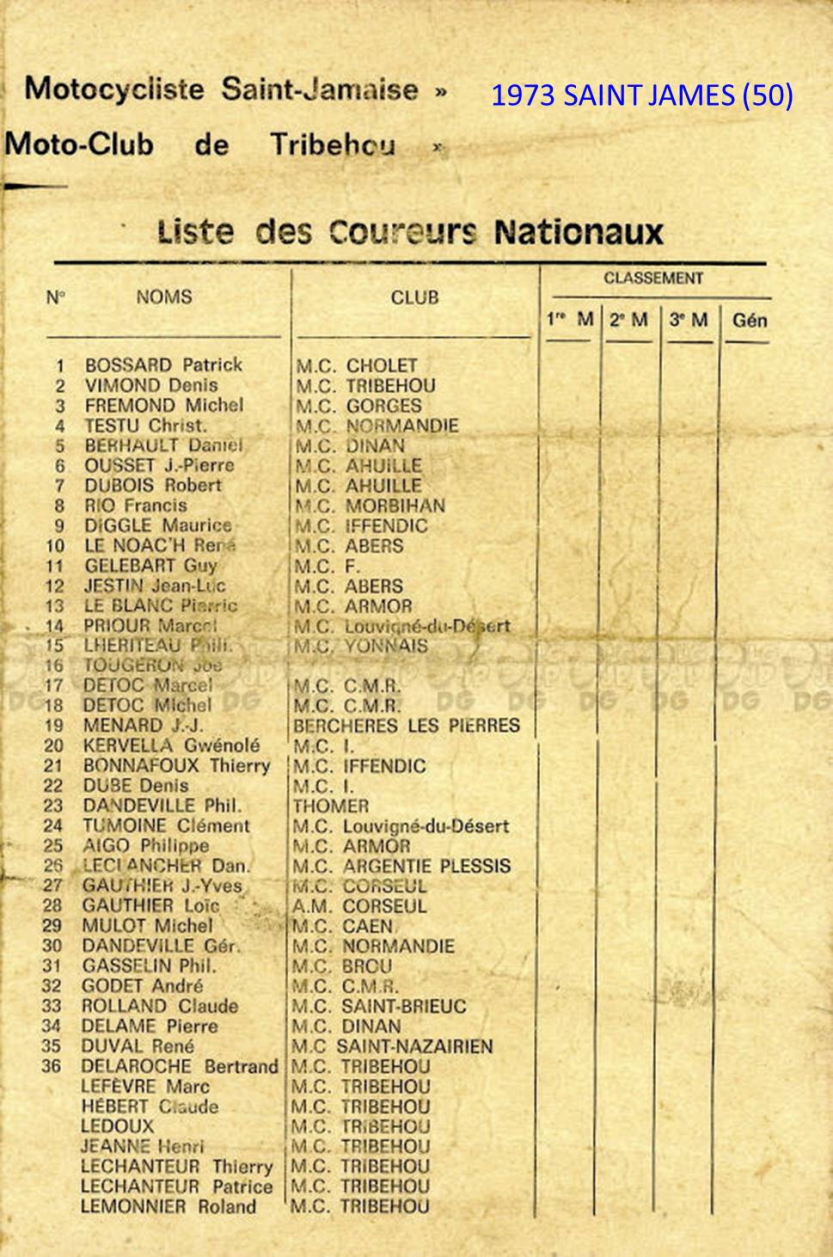 Motocycliste Saint-Jamaise »
1973 SAINT JAMES (50)
Moto-Club de Tribehou »
Liste des Coureurs Nationaux
N° NOMS CLUB CLASSEMENT
1re M 2e M 3e M Gén
1 BOSSARD Patrick M.C. CHOLET
2 VIMOND Denis M.C. TRIBEHOU
3 FREMOND Michel M.C. GORGES
4 TESTU Christ. M.C. NORMANDIE
5 BERHAULT Daniel M.C. DINAN
6 OUSSET J.-Pierre M.C. AHUILLE
7 DUBOIS Robert M.C. AHUILLE
8 RIO Francis M.C. MORBIHAN
9 DIGGLE Maurice M.C. IFFENDIC
10 LE NOAC'H René M.C. ABERS
11 GELEBART Guy M.C. F.
12 JESTIN Jean-Luc M.C. ABERS
13 LE BLANC Pierric M.C. ARMOR
14 PRIOUR Marcel M.C. Louvigné-du-Désert
15 LHERITEAU Phil. M.C. YONNAIS
16 TOUGERON Joe
17 DETOC Marcel M.C. C.M.R.
18 DETOC Michel M.C. C.M.R.
19 MENARD J.-J. BERCHERES LES PIERRES
20 KERVELLA Gwénolé M.C. I.
21 BONNAFOUX Thierry M.C. IFFENDIC
22 DUBE Denis M.C. I.
23 DANDEVILLE Phil. THOMER
24 TUMOINE Clément M.C. Louvigné-du-Désert
25 AIGO Philippe M.C. ARMOR
26 LECLANCHER Dan. M.C. ARGENTIE PLESSIS
27 GAUTHIER J.-Yves M.C. CORSEUL
28 GAUTHIER Loïc A.M. CORSEUL
29 MULOT Michel M.C. CAEN
30 DANDEVILLE Gér. M.C. NORMANDIE
31 GASSELIN Phil. M.C. BROU
32 GODET André M.C. C.M.R.
33 ROLLAND Claude M.C. SAINT-BRIEUC
34 DELAME Pierre M.C. DINAN
35 DUVAL René M.C SAINT-NAZAIRIEN
36 DELAROCHE Bertrand M.C. TRIBEHOU
LEFÈVRE Marc M.C. TRIBEHOU
HÉBERT Claude M.C. TRIBEHOU
LEDOUX M.C. TRIBEHOU
JEANNE Henri M.C. TRIBEHOU
LECHANTEUR Thierry M.C. TRIBEHOU
LECHANTEUR Patrice M.C. TRIBEHOU
LEMONNIER Roland M.C. TRIBEHOU